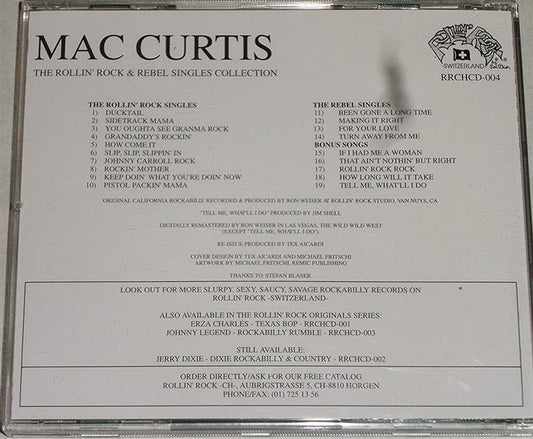 MAC CURTIS
THE ROLLIN' ROCK & REBEL SINGLES COLLECTION
SWITZERLAND
RRCHCD-004
THE ROLLIN' ROCK SINGLES
1) DUCKTAIL
2) SIDETRACK MAMA
3) YOU OUGHTA SEE GRANMA ROCK
4) GRANDADDY'S ROCKIN'
5) HOW COME IT
6) SLIP, SLIP, SLIPPIN' IN
7) JOHNNY CARROLL ROCK
8) ROCKIN' MOTHER
9) KEEP DOIN' WHAT YOU'RE DOIN' NOW
10) PISTOL PACKIN' MAMA
THE REBEL SINGLES
11) BEEN GONE A LONG TIME
12) MAKING IT RIGHT
13) FOR YOUR LOVE
14) TURN AWAY FROM ME
BONUS SONGS
15) IF I HAD ME A WOMAN
16) THAT AIN'T NOTHIN' BUT RIGHT
17) ROLLIN' ROCK ROCK
18) HOW LONG WILL IT TAKE
19) TELL ME, WHAT'LL I DO
ORIGINAL CALIFORNIA ROCKABILLY RECORDED & PRODUCED BY RON WEISER AT ROLLIN' ROCK STUDIO, VAN NUYS, CA
"TELL ME, WHAT'LL I DO" PRODUCED BY JIM SHELL
DIGITALLY REMASTERED BY RON WEISER IN LAS VEGAS, THE WILD WILD WEST
(EXCEPT "TELL ME, WHAT'LL I DO")
RE-ISSUE PRODUCED BY TEX AICARDI
COVER DESIGN BY TEX AICARDI AND MICHAEL FRITSCHI
ARTWORK BY MICHAEL FRITSCHI, REMIC PUBLISHING
THANKS TO: STEFAN BLASER
LOOK OUT FOR MORE SLURPY, SEXY, SAUCY, SAVAGE ROCKABILLY RECORDS ON
ROLLIN' ROCK -SWITZERLAND-
ALSO AVAILABLE IN THE ROLLIN' ROCK ORIGINALS SERIES:
ERZA CHARLES - TEXAS BOP - RRCHCD-001
JOHNNY LEGEND - ROCKABILLY RUMBLE - RRCHCD-003
STILL AVAILABLE:
JERRY DIXIE - DIXIE ROCKABILLY & COUNTRY - RRCHCD-002
ORDER DIRECTLY/ASK FOR OUR FREE CATALOG
ROLLIN' ROCK -CH-, AUBRIGSTRASSE 5, CH-8810 HORGEN
PHONE/FAX: (01) 725 13 56